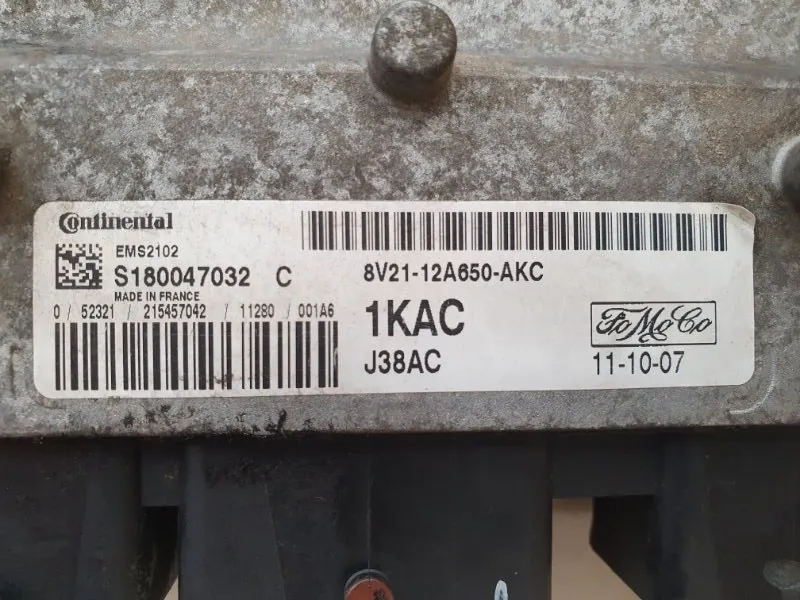 Continental
EMS2102
S180047032 C
MADE IN FRANCE
0 / 52321 / 215457042 / 11280 / 001A6
8V21-12A650-AKC
1KAC
J38AC
FoMoCo
11-10-07